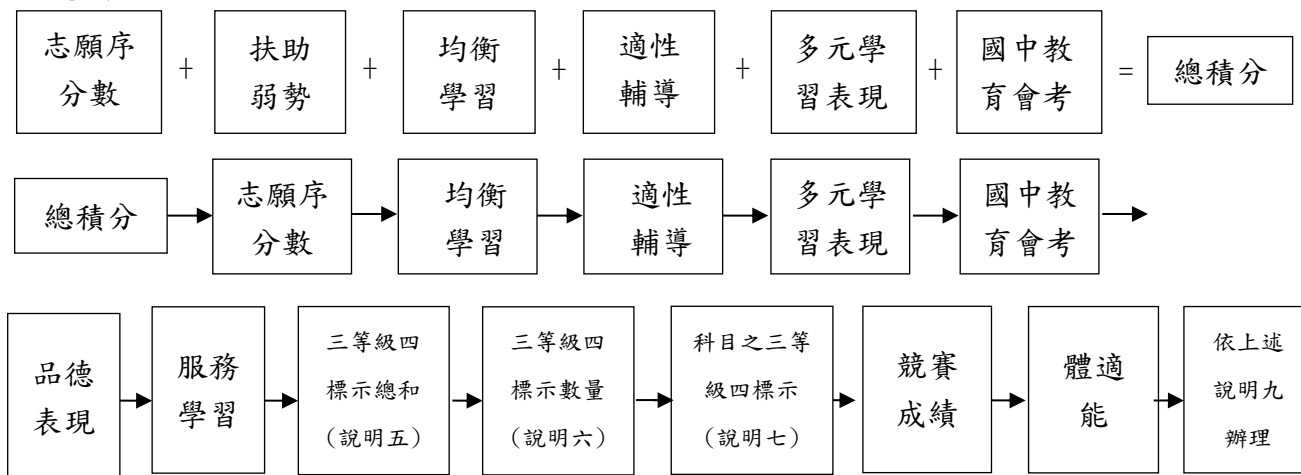 志願序
分數
+
扶助
弱勢
+
均衡
學習
+
適性
輔導
+
多元學
習表現
+
國中教
育會考
=
總積分
總積分
志願序
分數
均衡
學習
適性
輔導
多元學
習表現
國中教
育會考
品德
表現
服務
學習
三等級四
標示總和
（說明五）
三等級四
標示數量
（說明六）
科目之三等
級四標示
（說明七）
競賽
成績
體適
能
依上述
說明九
辦理